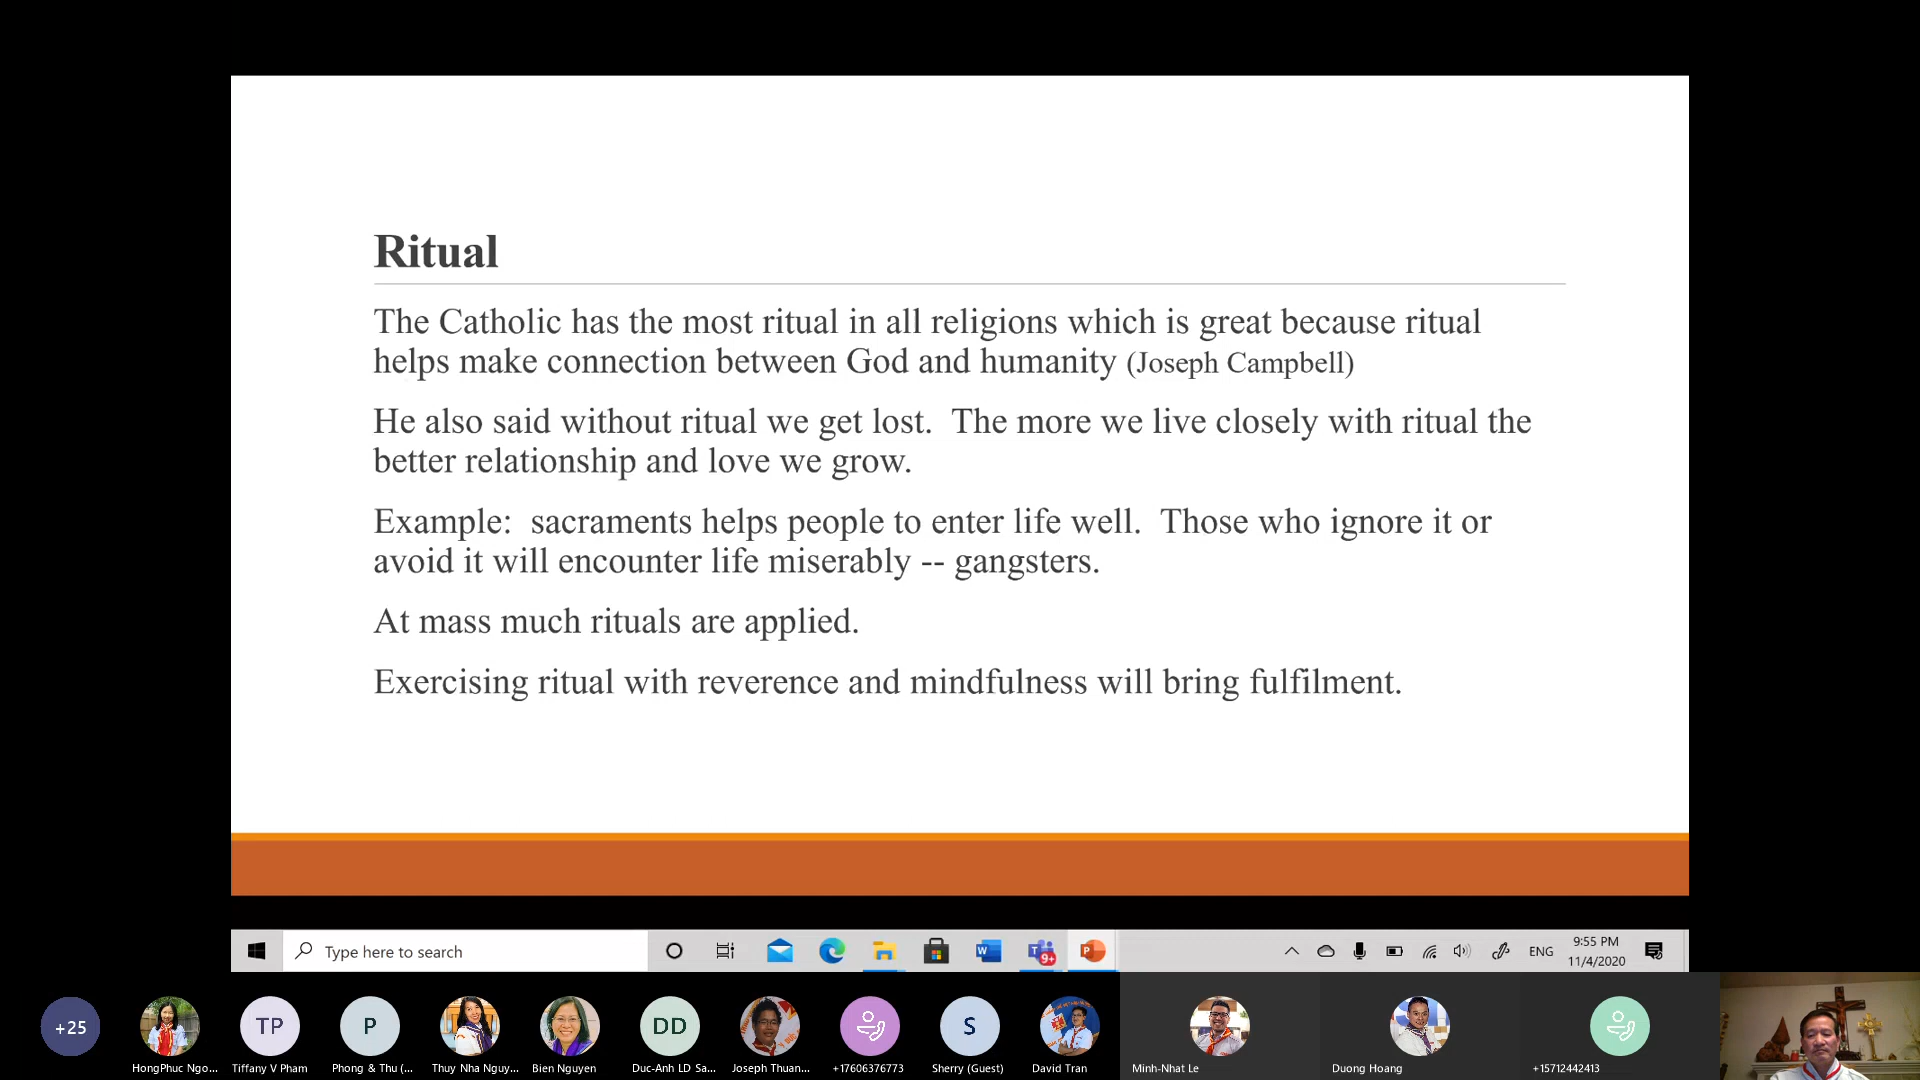 Ritual
The Catholic has the most ritual in all religions which is great because ritual
helps make connection between God and humanity (Joseph Campbell)
He also said without ritual we get lost.  The more we live closely with ritual the
better relationship and love we grow.
Example:  sacraments helps people to enter life well.  Those who ignore it or
avoid it will encounter life miserably -- gangsters.
At mass much rituals are applied.
Exercising ritual with reverence and mindfulness will bring fulfilment.
Type here to search
T 9+
W
P
ENG
9:55 PM
11/4/2020
+25
TP
P
DD
S
HongPhuc Ngo...
Tiffany V Pham
Phong & Thu (...
Thuy Nha Nguy...
Bien Nguyen
Duc-Anh LD Sa...
Joseph Thuan...
+17606376773
Sherry (Guest)
David Tran
Minh-Nhat Le
Duong Hoang
+15712442413